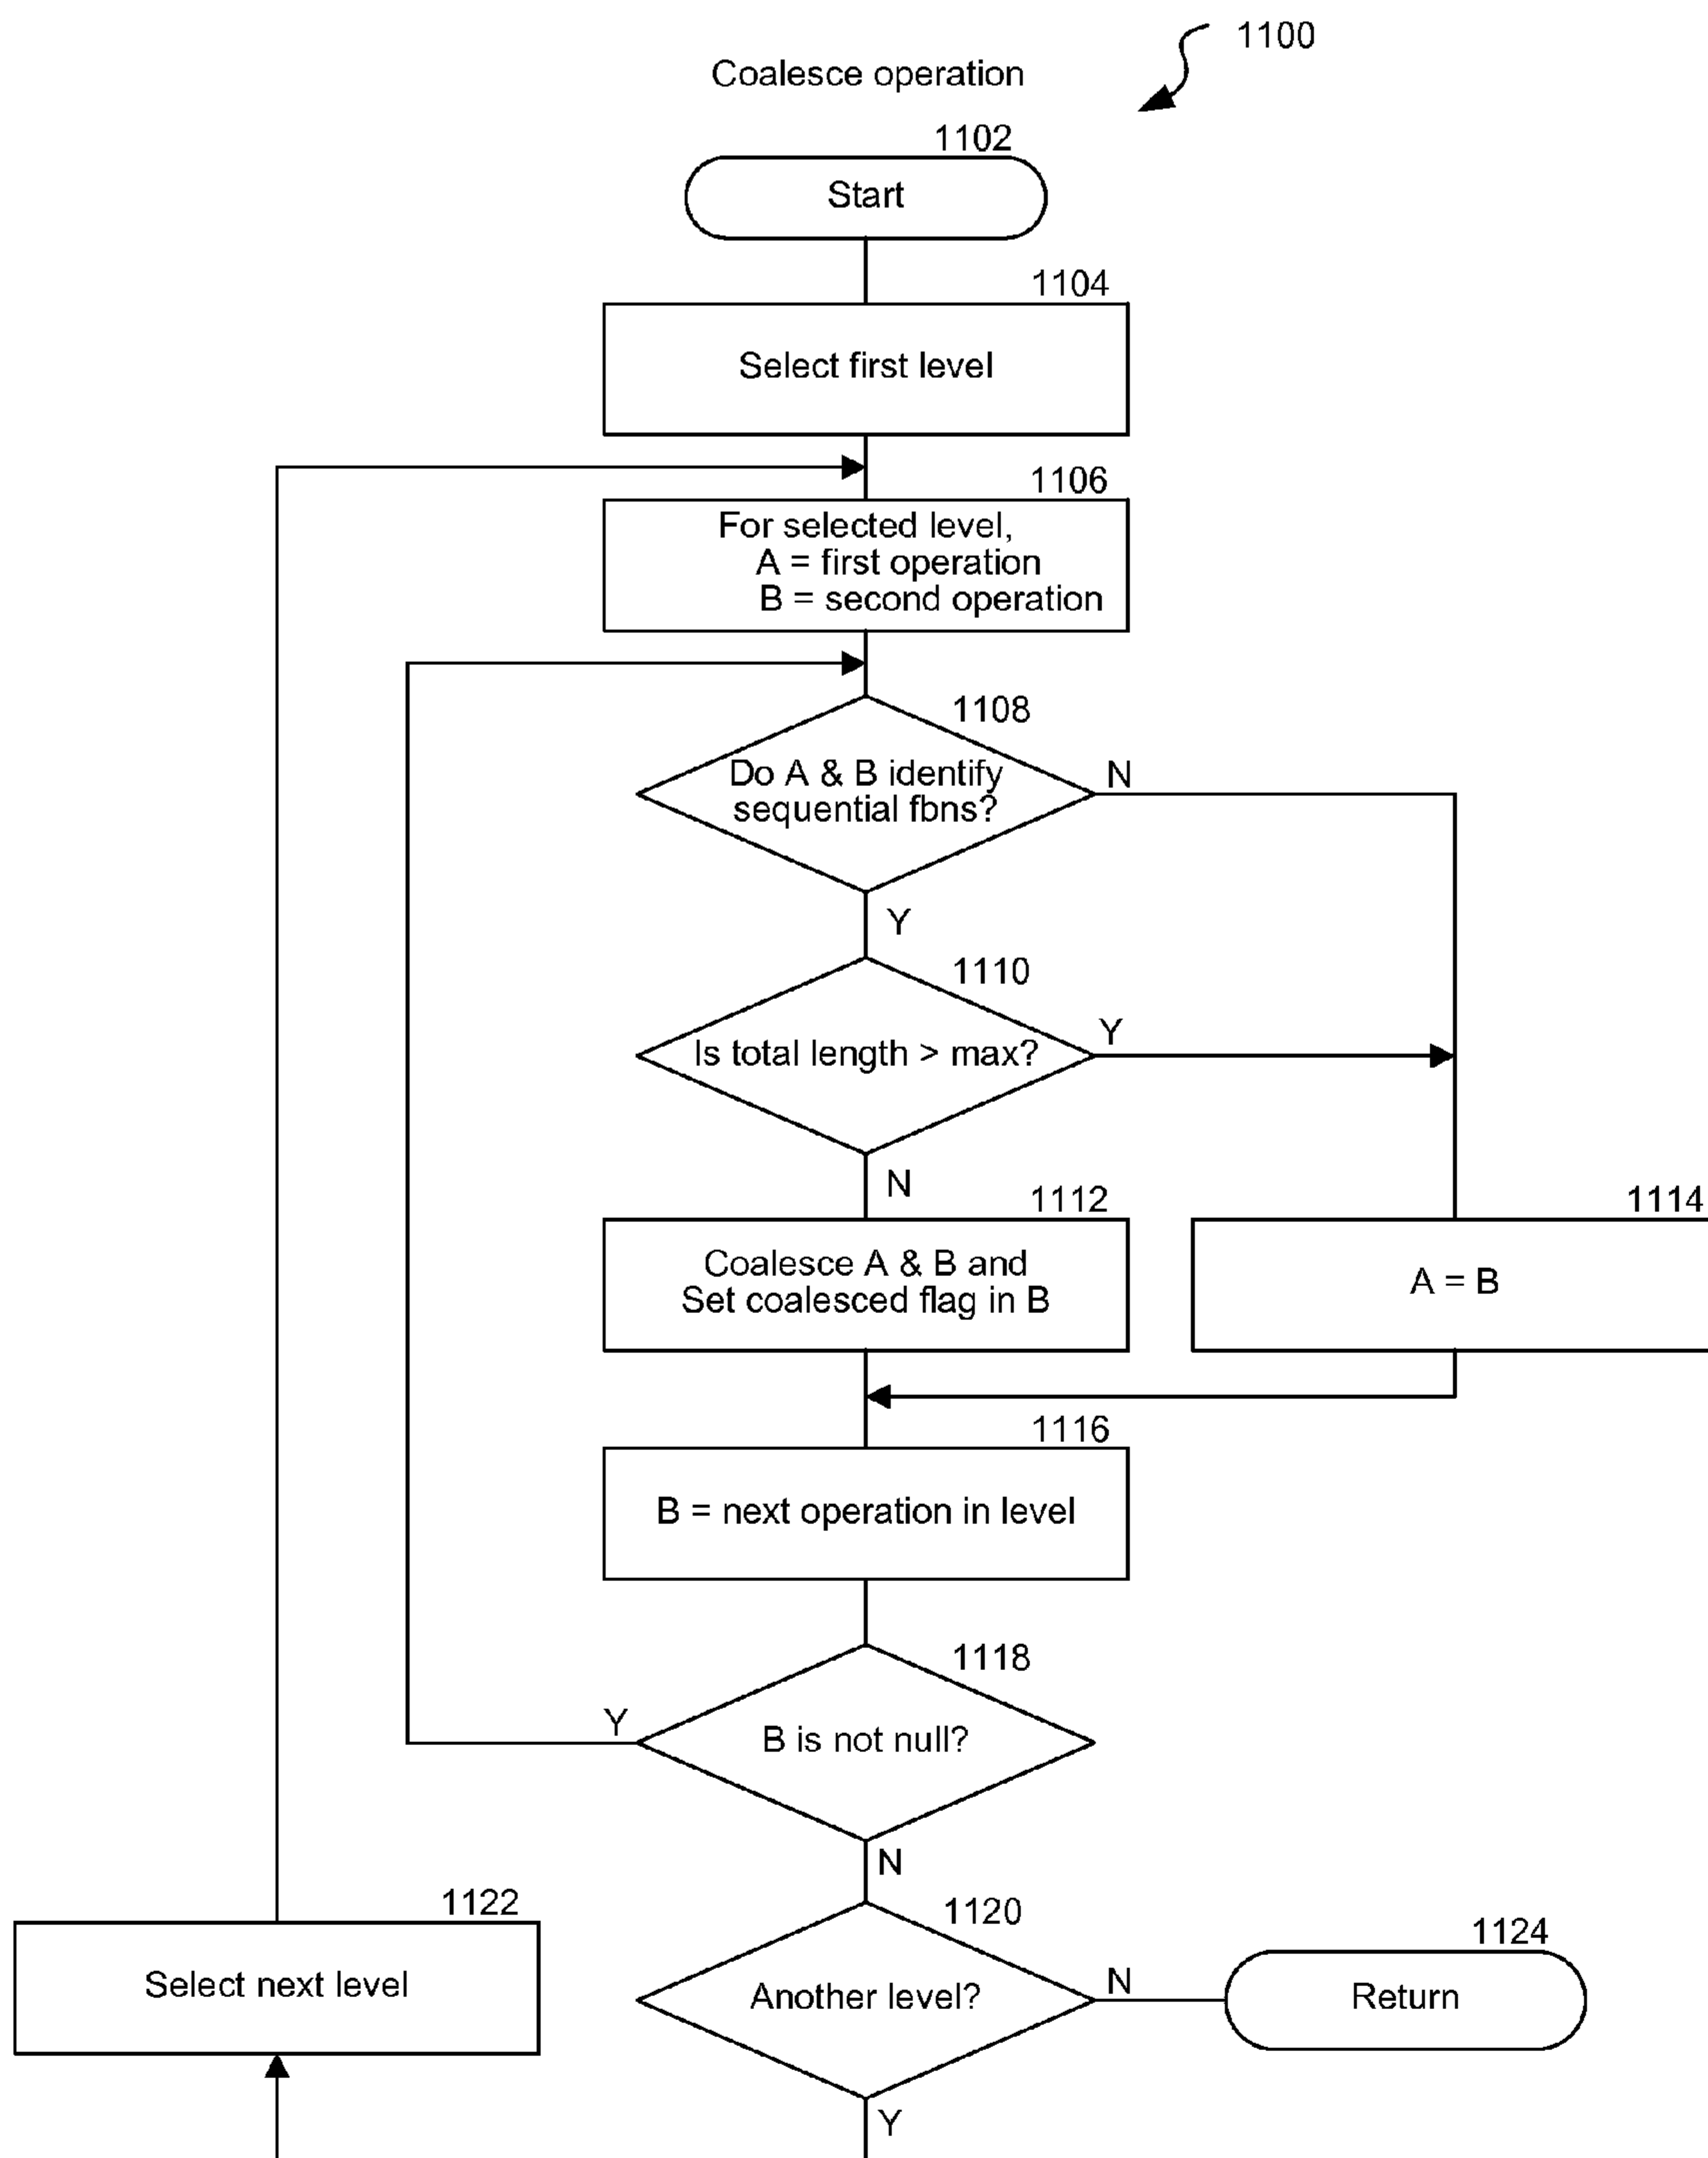 1100
Coalesce operation
1102
Start
1104
Select first level
1106
For selected level,
A = first operation
B = second operation
1108
Do A & B identify
sequential fbns?
N
Y
1110
Is total length > max?
Y
N
1112
Coalesce A & B and
Set coalesced flag in B
1114
A = B
1116
B = next operation in level
1118
B is not null?
Y
N
1120
Another level?
N
Y
1122
Select next level
1124
Return